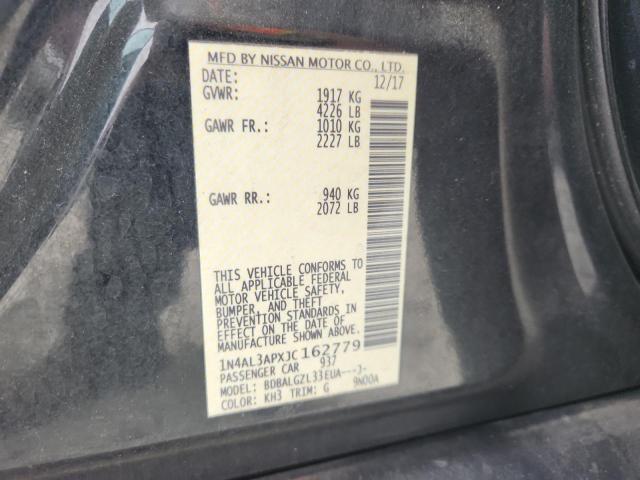 MFD BY NISSAN MOTOR CO., LTD.
DATE: 12/17
GVWR: 1917 KG
4226 LB
GAWR FR.: 1010 KG
2227 LB
GAWR RR.: 940 KG
2072 LB
THIS VEHICLE CONFORMS TO
ALL APPLICABLE FEDERAL
MOTOR VEHICLE SAFETY,
BUMPER, AND THEFT
PREVENTION STANDARDS IN
EFFECT ON THE DATE OF
MANUFACTURE SHOWN ABOVE.
1N4AL3APXJC162779
PASSENGER CAR 937
MODEL: BDBALGZL33EUA---J-
COLOR: KH3 TRIM: G 9N00A